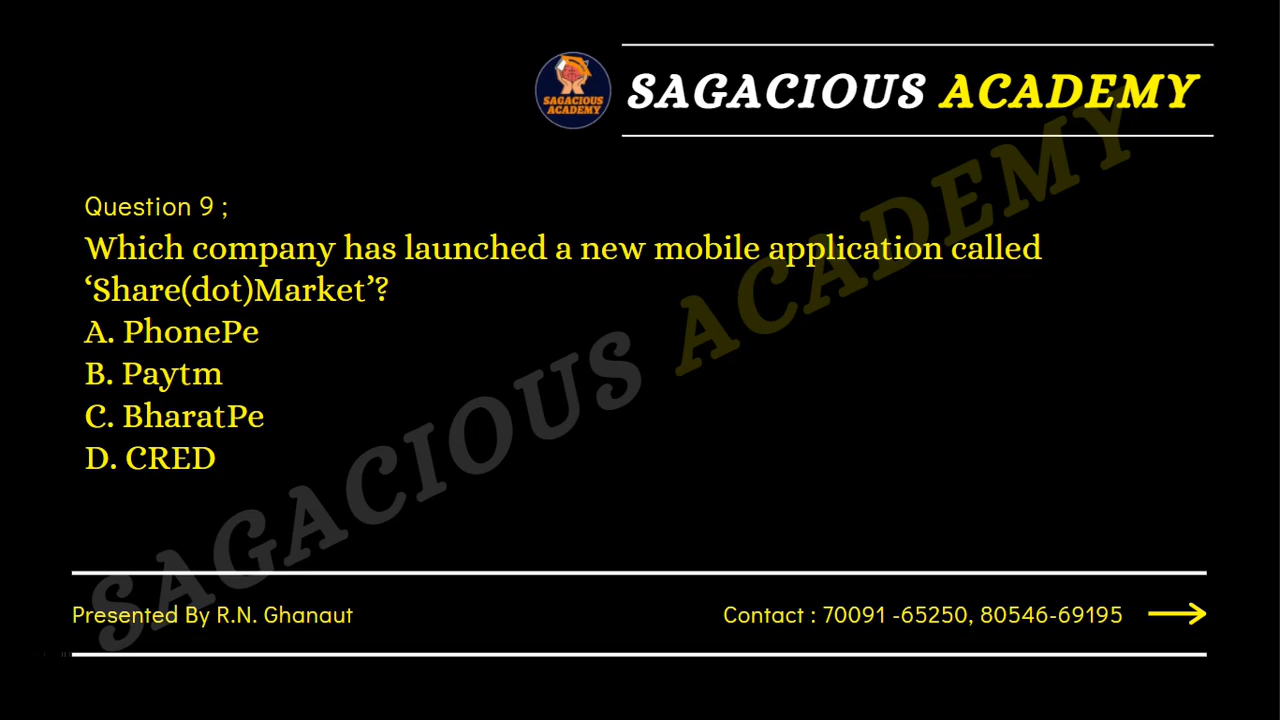 SAGACIOUS ACADEMY
SAGACIOUS
ACADEMY
Question 9 ;
Which company has launched a new mobile application called
‘Share(dot)Market’?
A. PhonePe
B. Paytm
C. BharatPe
D. CRED
SAGACIOUS ACADEMY
Presented By R.N. Ghanaut
Contact : 70091 -65250, 80546-69195